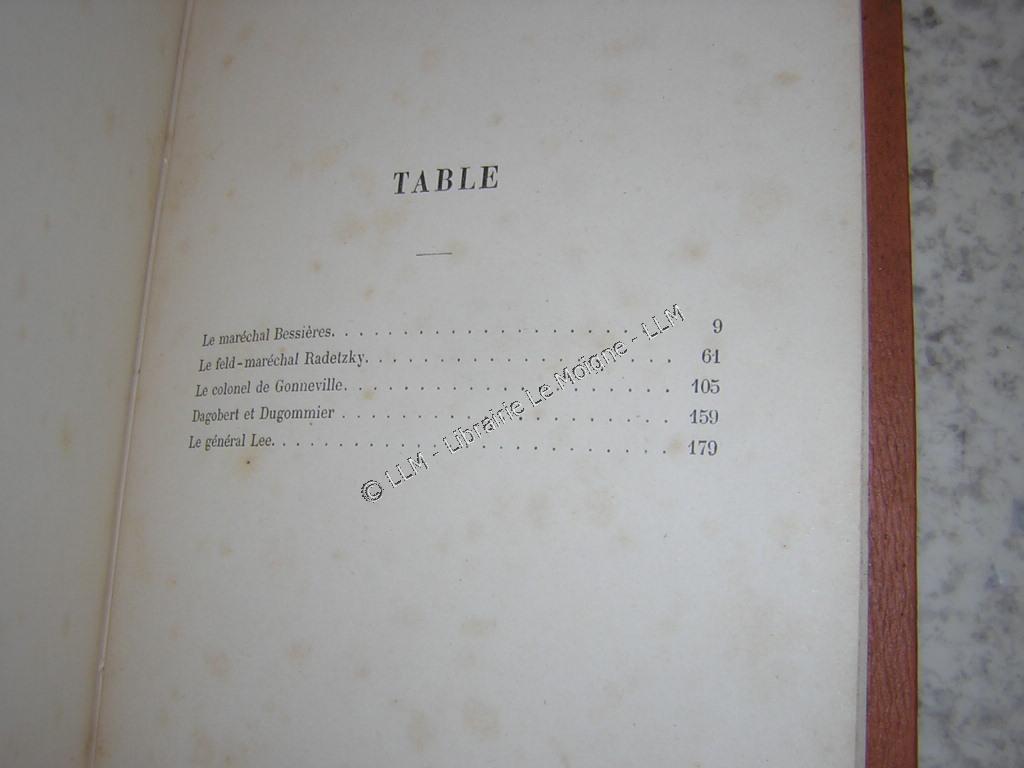 TABLE
Le maréchal Bessières. . . . . . . . . . . . . . . . . . . . . . . 9
Le feld-maréchal Radetzky. . . . . . . . . . . . . . . . . . . . . 61
Le colonel de Gonneville. . . . . . . . . . . . . . . . . . . . . . 105
Dagobert et Dugommier . . . . . . . . . . . . . . . . . . . . . . 159
Le général Lee. . . . . . . . . . . . . . . . . . . . . . . . . . 179
© LLM - Librairie Le Moïgne - LLM